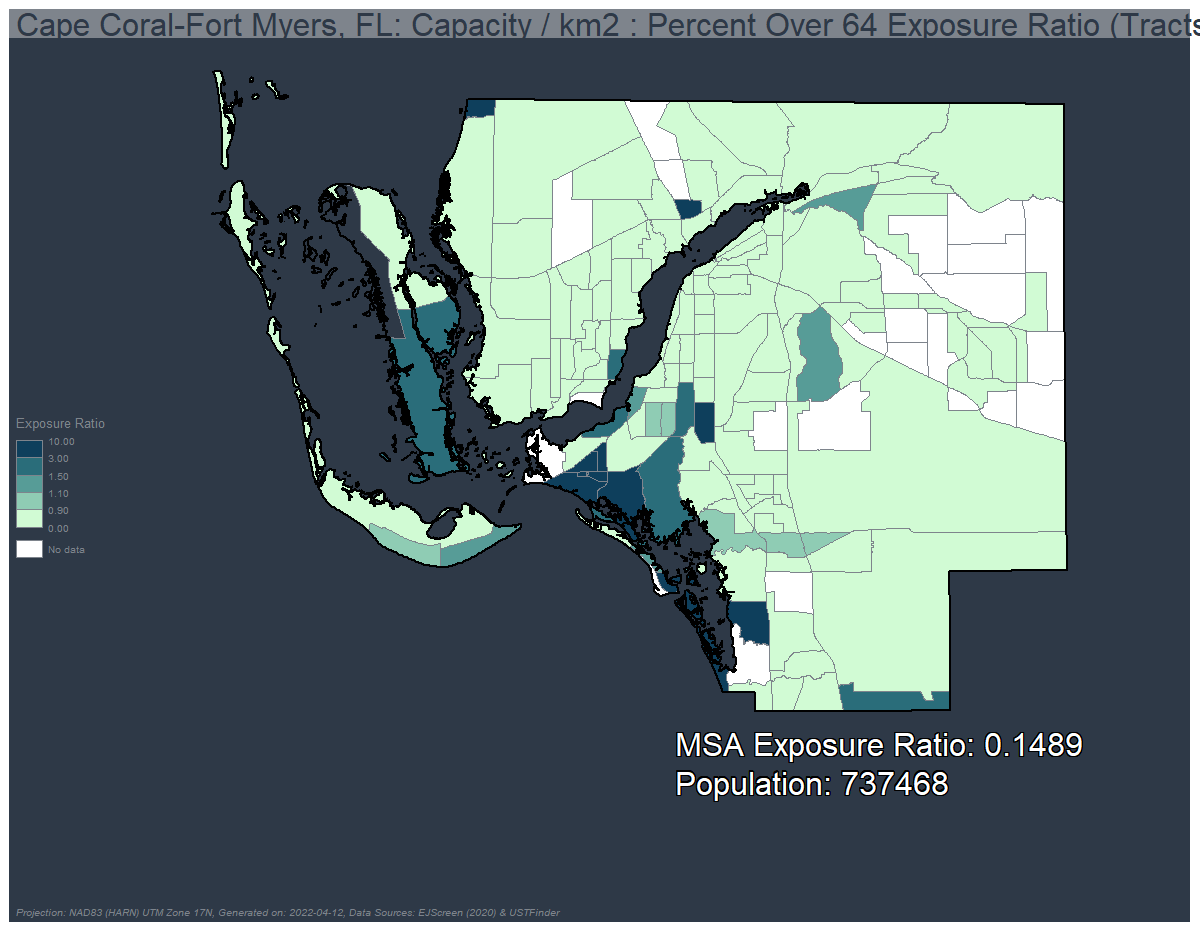 Cape Coral-Fort Myers, FL: Capacity / km2 : Percent Over 64 Exposure Ratio (Tracts
Exposure Ratio
10.00
3.00
1.50
1.10
0.90
0.00
No data
MSA Exposure Ratio: 0.1489
Population: 737468
Projection: NAD83 (HARN) UTM Zone 17N, Generated on: 2022-04-12, Data Sources: EJScreen (2020) & USTFinder